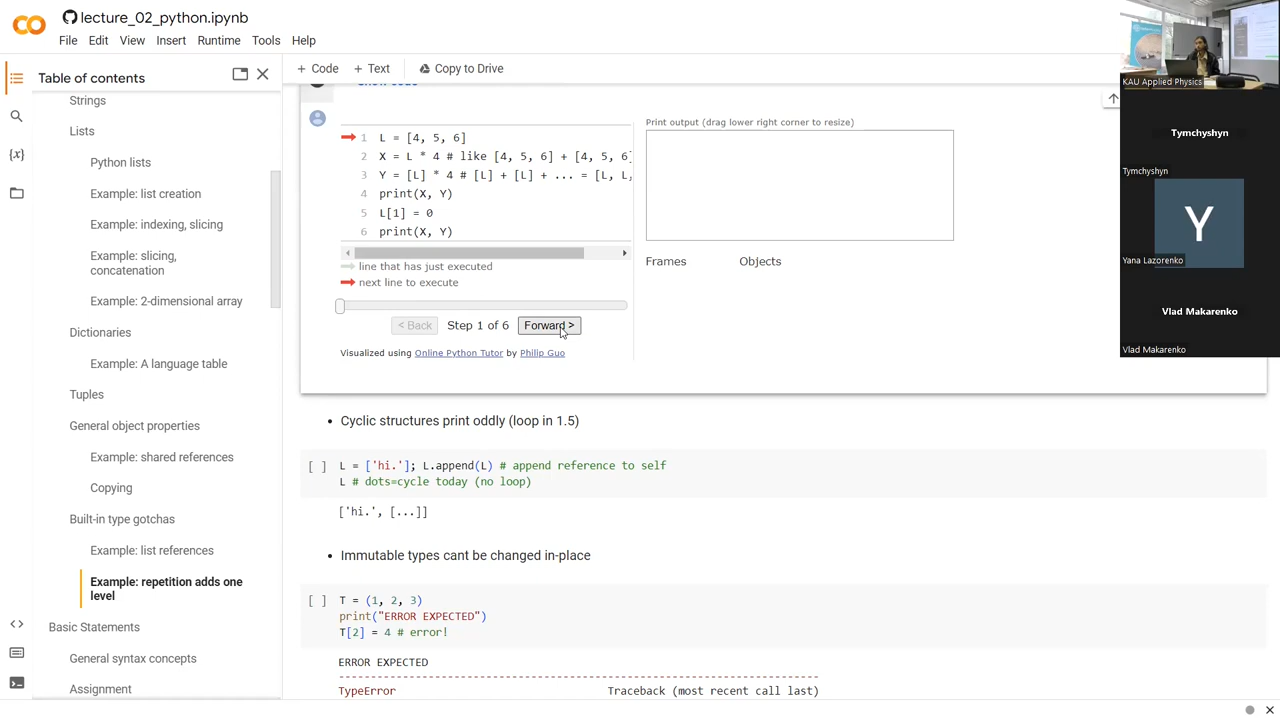 lecture_02_python.ipynb
File Edit View Insert Runtime Tools Help
Table of contents
+ Code + Text Copy to Drive
Strings
Lists
Python lists
Example: list creation
Example: indexing, slicing
Example: slicing,
concatenation
Example: 2-dimensional array
Dictionaries
Example: A language table
Tuples
General object properties
Example: shared references
Copying
Built-in type gotchas
Example: list references
Example: repetition adds one
level
Basic Statements
General syntax concepts
Assignment
1 L = [4, 5, 6]
2 X = L * 4 # like [4, 5, 6] + [4, 5, 6]
3 Y = [L] * 4 # [L] + [L] + ... = [L, L,
4 print(X, Y)
5 L[1] = 0
6 print(X, Y)
line that has just executed
next line to execute
< Back Step 1 of 6 Forward >
Visualized using Online Python Tutor by Philip Guo
Print output (drag lower right corner to resize)
Frames Objects
• Cyclic structures print oddly (loop in 1.5)
[ ] L = ['hi.']; L.append(L) # append reference to self
L # dots=cycle today (no loop)
['hi.', [...]]
• Immutable types cant be changed in-place
[ ] T = (1, 2, 3)
print("ERROR EXPECTED")
T[2] = 4 # error!
ERROR EXPECTED
---------------------------------------------------------------------------
TypeError Traceback (most recent call last)
KAU Applied Physics
Tymchyshyn
Tymchyshyn
Y
Yana Lazorenko
Vlad Makarenko
Vlad Makarenko